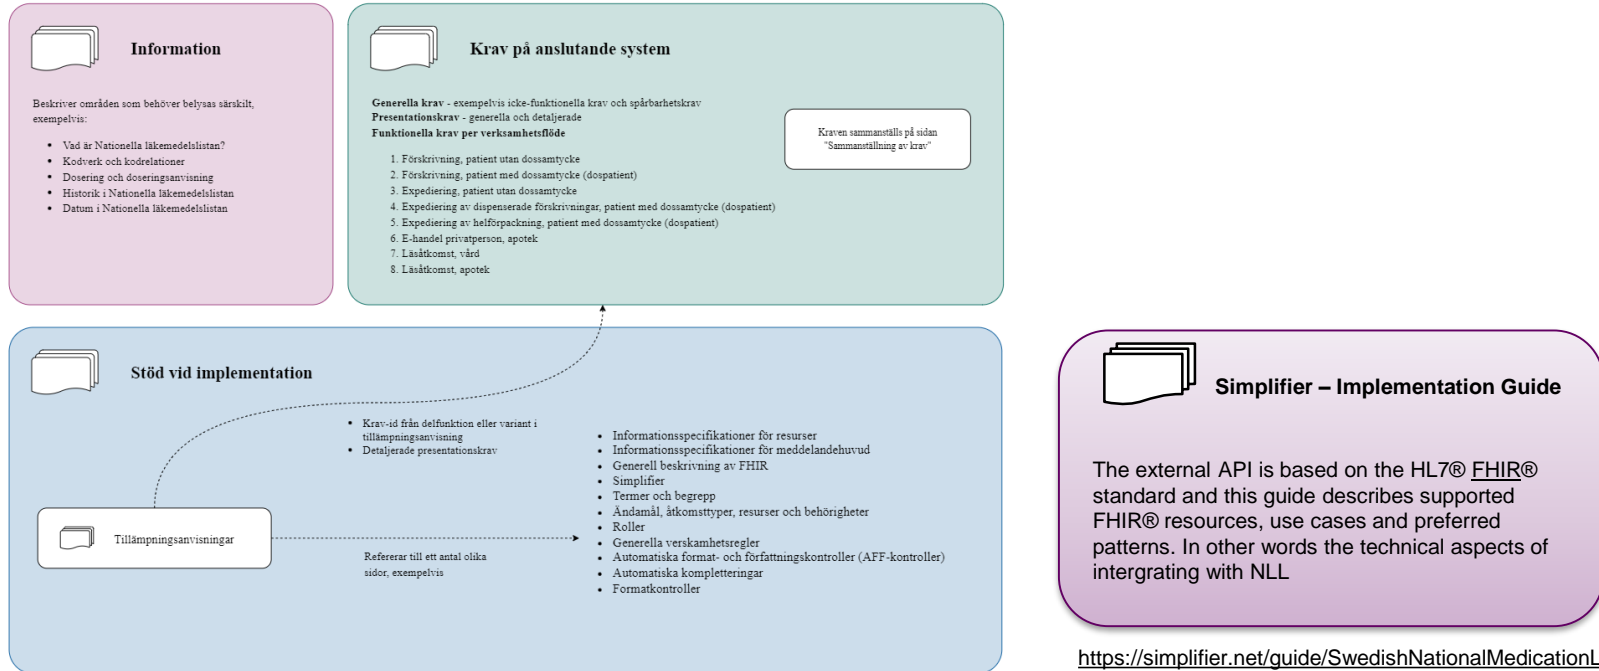 Information
Beskriver områden som behöver belysas särskilt,
exempelvis:
• Vad är Nationella läkemedelslistan?
• Kodverk och kodrelationer
• Dosering och doseringsanvisning
• Historik i Nationella läkemedelslistan
• Datum i Nationella läkemedelslistan
Krav på anslutande system
Generella krav - exempelvis icke-funktionella krav och spårbarhetskrav
Presentationskrav - generella och detaljerade
Funktionella krav per verksamhetsflöde
1. Förskrivning, patient utan dossamtycke
2. Förskrivning, patient med dossamtycke (dospatient)
3. Expediering, patient utan dossamtycke
4. Expediering av dispenserade förskrivningar, patient med dossamtycke (dospatient)
5. Expediering av helförpackning, patient med dossamtycke (dospatient)
6. E-handel privatperson, apotek
7. Läsåtkomst, vård
8. Läsåtkomst, apotek
Kraven sammanställs på sidan
"Sammanställning av krav"
Stöd vid implementation
• Krav-id från delfunktion eller variant i
tillämpningsanvisning
• Detaljerade presentationskrav
Tillämpningsanvisningar
Refererar till ett antal olika
sidor, exempelvis
• Informationsspecifikationer för resurser
• Informationsspecifikationer för meddelandehuvud
• Generell beskrivning av FHIR
• Simplifier
• Termer och begrepp
• Ändamål, åtkomsttyper, resurser och behörigheter
• Roller
• Generella verskamhetsregler
• Automatiska format- och författningskontroller (AFF-kontroller)
• Automatiska kompletteringar
• Formatkontroller
Simplifier – Implementation Guide
The external API is based on the HL7® FHIR®
standard and this guide describes supported
FHIR® resources, use cases and preferred
patterns. In other words the technical aspects of
intergrating with NLL
https://simplifier.net/guide/SwedishNationalMedicationL